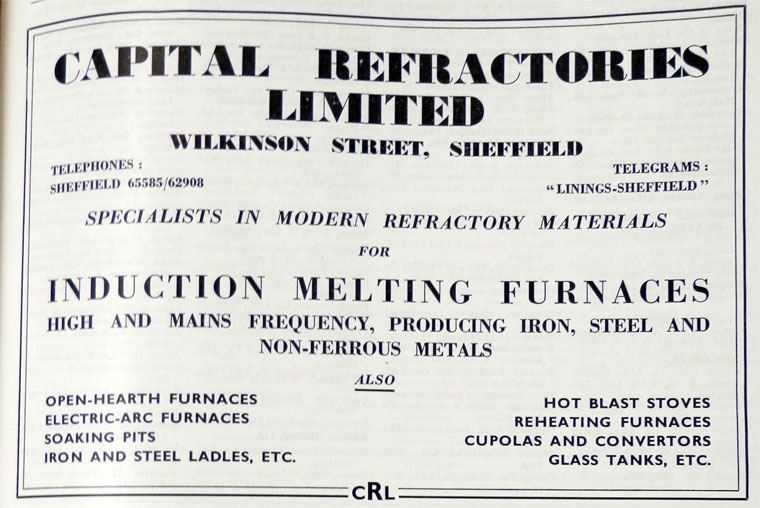 CAPITAL REFRACTORIES
LIMITED
WILKINSON STREET, SHEFFIELD
TELEPHONES :
SHEFFIELD 65585/62908
TELEGRAMS :
“LININGS-SHEFFIELD”
SPECIALISTS IN MODERN REFRACTORY MATERIALS
FOR
INDUCTION MELTING FURNACES
HIGH AND MAINS FREQUENCY, PRODUCING IRON, STEEL AND
NON-FERROUS METALS
ALSO
OPEN-HEARTH FURNACES
ELECTRIC-ARC FURNACES
SOAKING PITS
IRON AND STEEL LADLES, ETC.
HOT BLAST STOVES
REHEATING FURNACES
CUPOLAS AND CONVERTORS
GLASS TANKS, ETC.
CRL